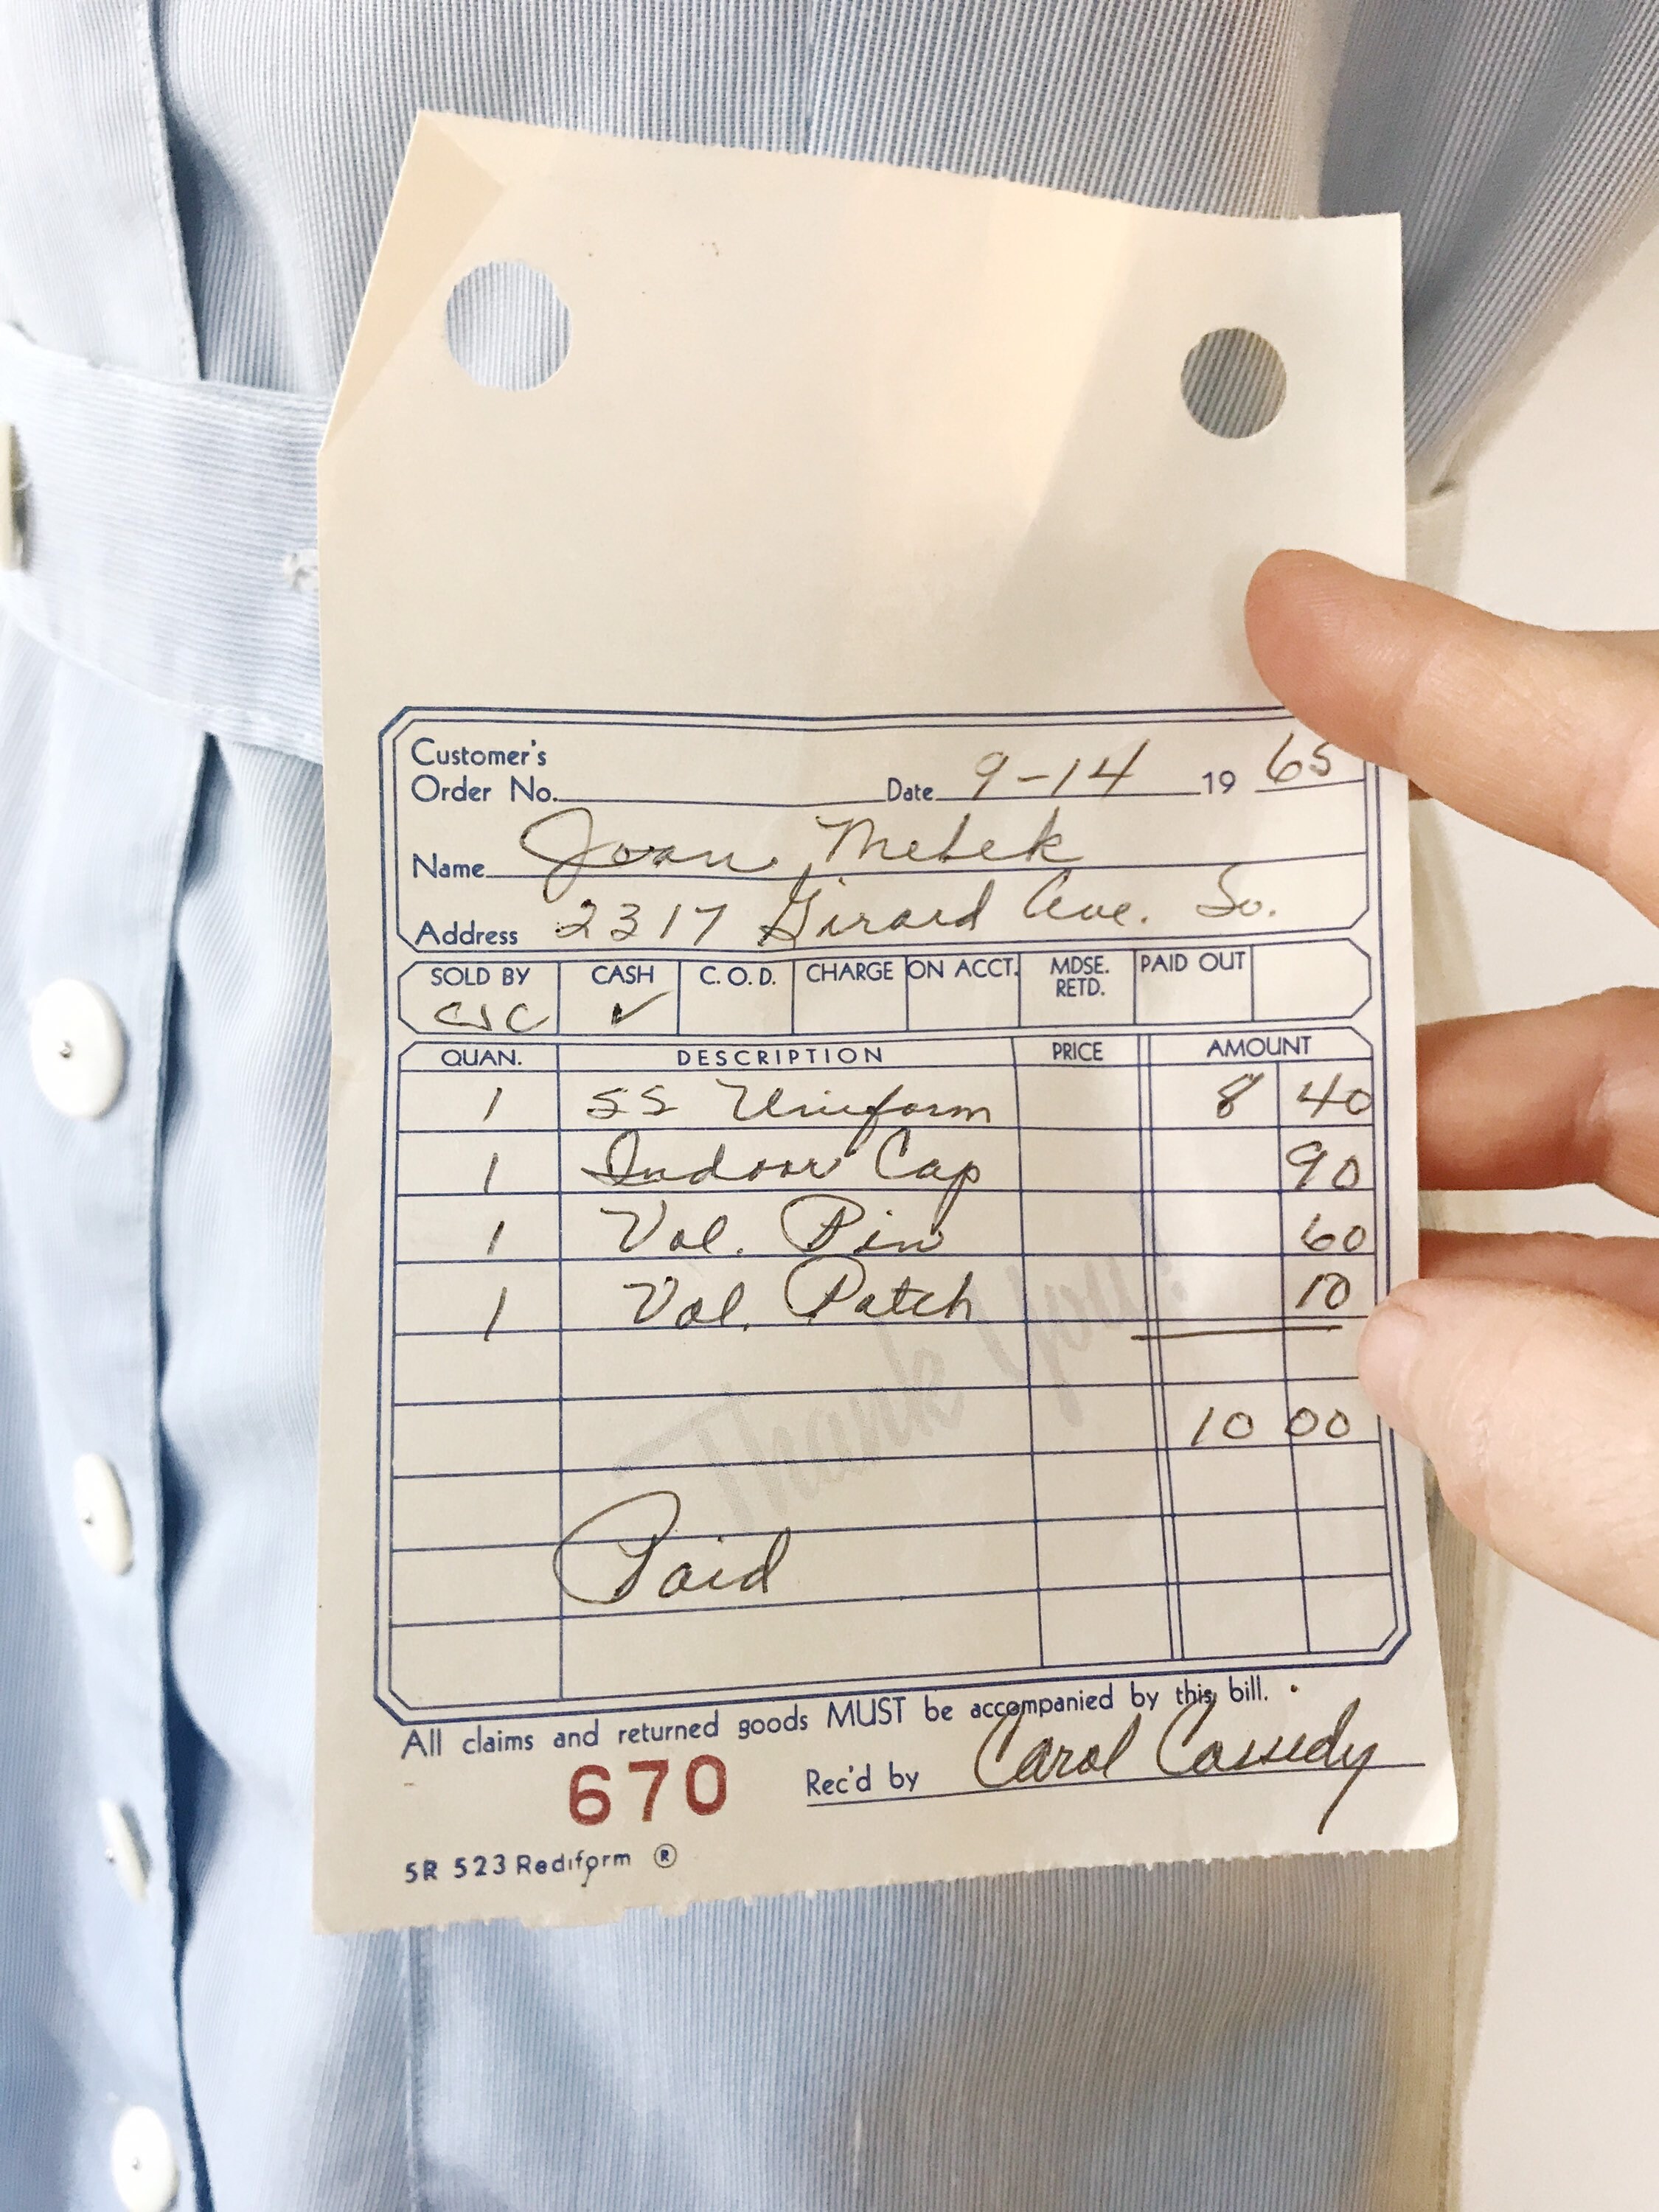 Customer's
Order No. Date 9-14 19 65
Name Joan Mebek
Address 2317 Girard Ave. So.
SOLD BY CASH C.O.D. CHARGE ON ACCT. MDSE. RETD. PAID OUT
CJC ✓
QUAN. DESCRIPTION PRICE AMOUNT
1 SS Uniform 8 40
1 Indoor Cap 90
1 Vol. Pin 60
1 Vol. Patch 10
Thank You!
10 00
Paid
All claims and returned goods MUST be accompanied by this bill.
670 Rec'd by Carol Cassedy
5R 523 Rediform ®